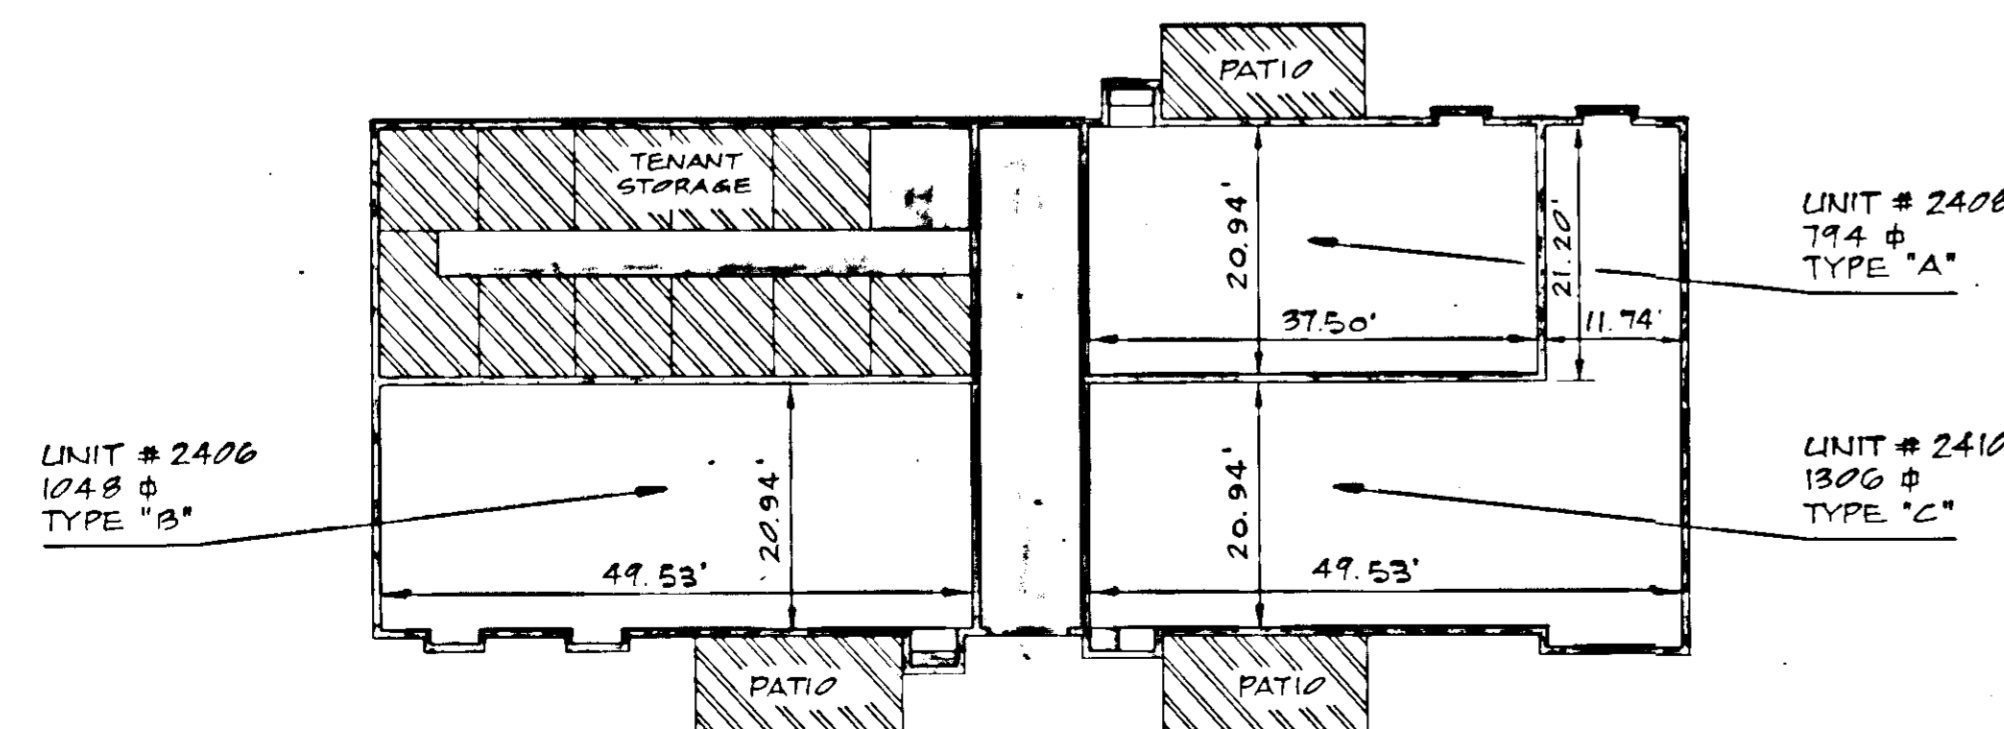 PATIO
TENANT
STORAGE
20.94'
21.20'
UNIT # 2408
794 ⌽
TYPE "A"
37.50'
11.74'
UNIT # 2406
1048 ⌽
TYPE "B"
20.94'
49.53'
20.94'
49.53'
UNIT # 2410
1306 ⌽
TYPE "C"
PATIO
PATIO